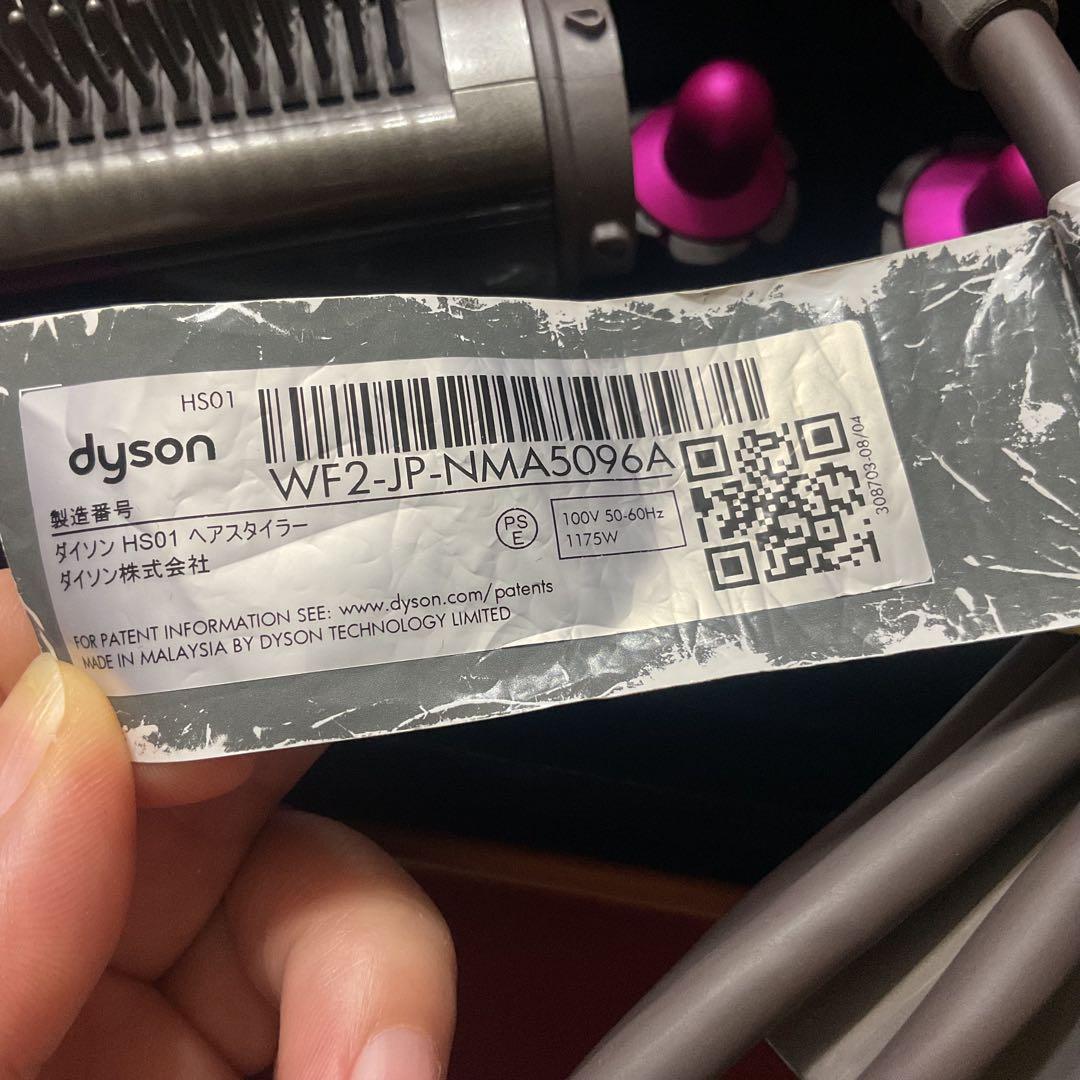 HS01
dyson
WF2-JP-NMA5096A
製造番号
ダイソン HS01 ヘアスタイラー
ダイソン株式会社
PS
E
100V 50-60Hz
1175W
308703-08/04
FOR PATENT INFORMATION SEE: www.dyson.com/patents
MADE IN MALAYSIA BY DYSON TECHNOLOGY LIMITED